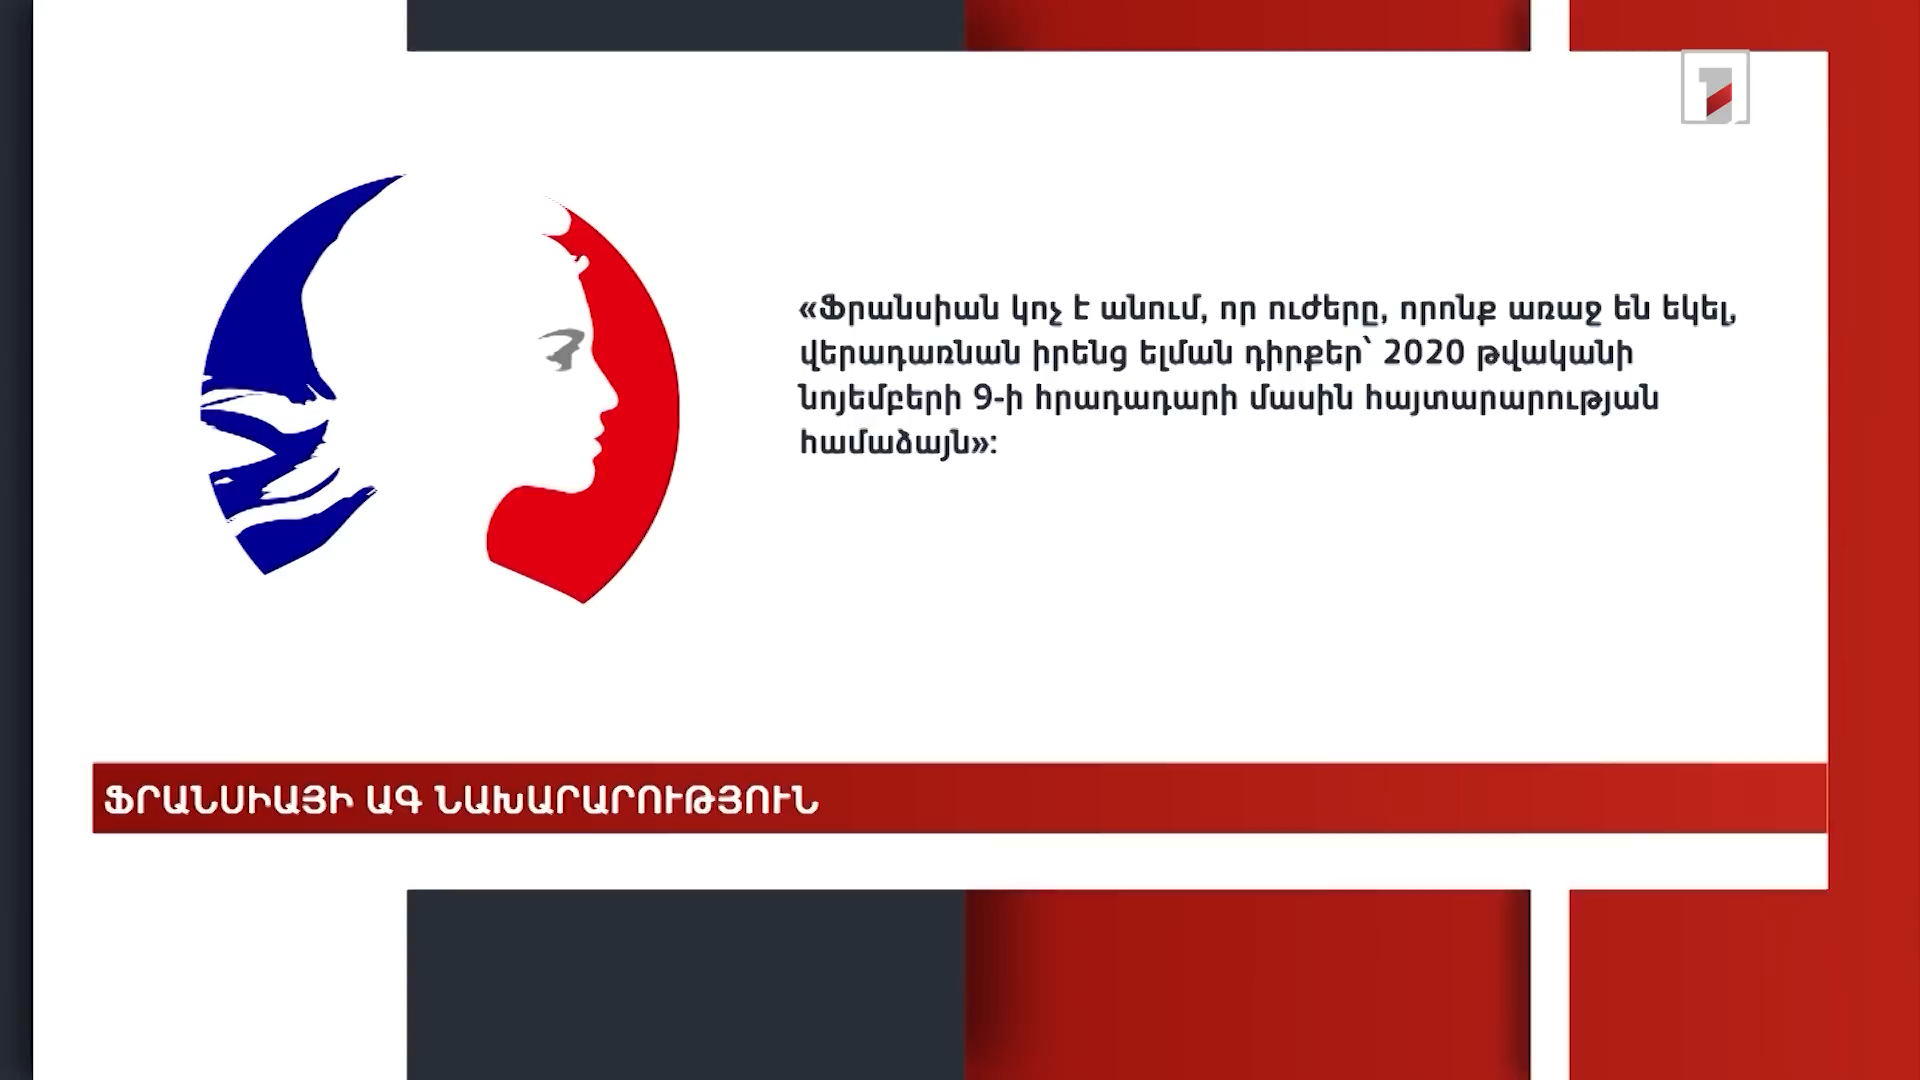 «Ֆրանսիան կոչ է անում, որ ուժերը, որոնք առաջ են եկել,
վերադառնան իրենց ելման դիրքեր՝ 2020 թվականի
նոյեմբերի 9-ի հրադադարի մասին հայտարարության
համաձայն»:
ՖՐԱՆՍԻԱՅԻ ԱԳ ՆԱԽԱՐԱՐՈՒԹՅՈՒՆ